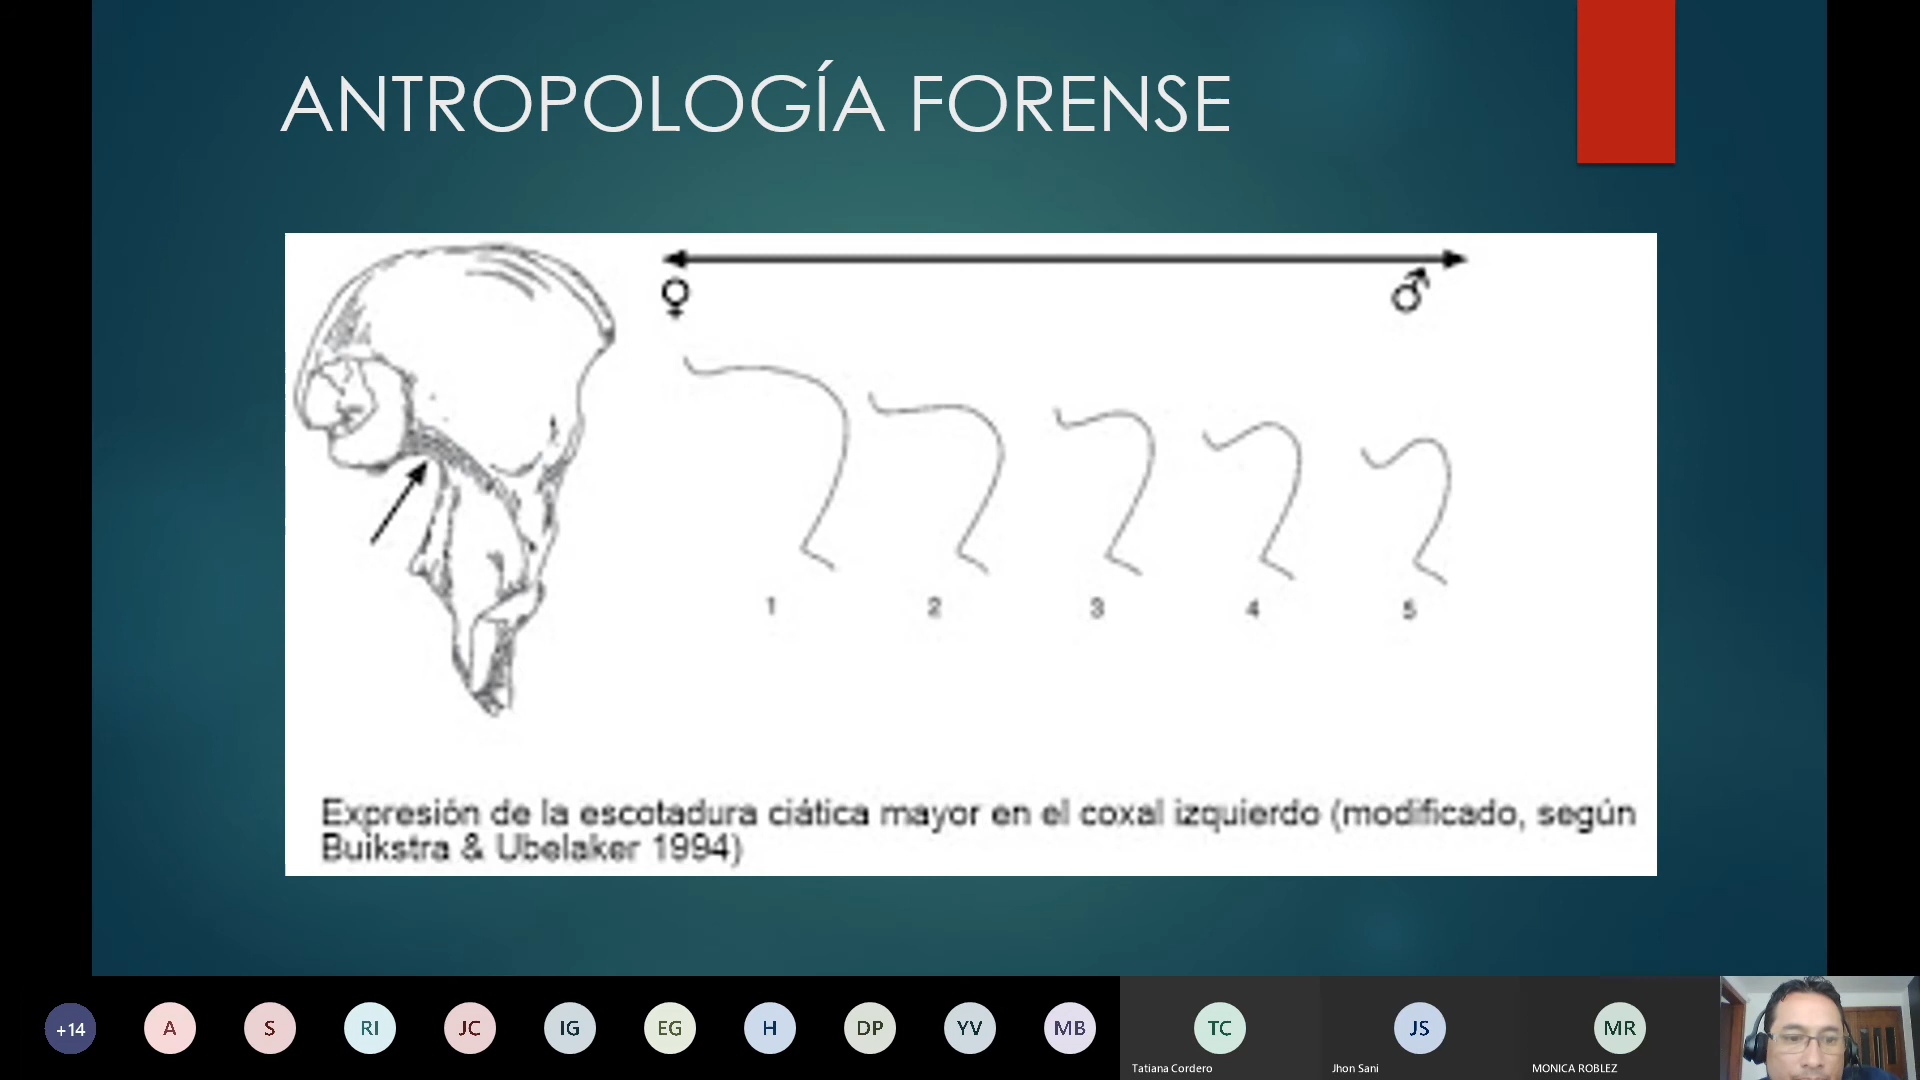 ANTROPOLOGÍA FORENSE
♀ ♂
1 2 3 4 5
Expresión de la escotadura ciática mayor en el coxal izquierdo (modificado, según
Buikstra & Ubelaker 1994)
+14 A S RI JC IG EG H DP YV MB TC JS MR
Tatiana Cordero Jhon Sani MONICA ROBLEZ